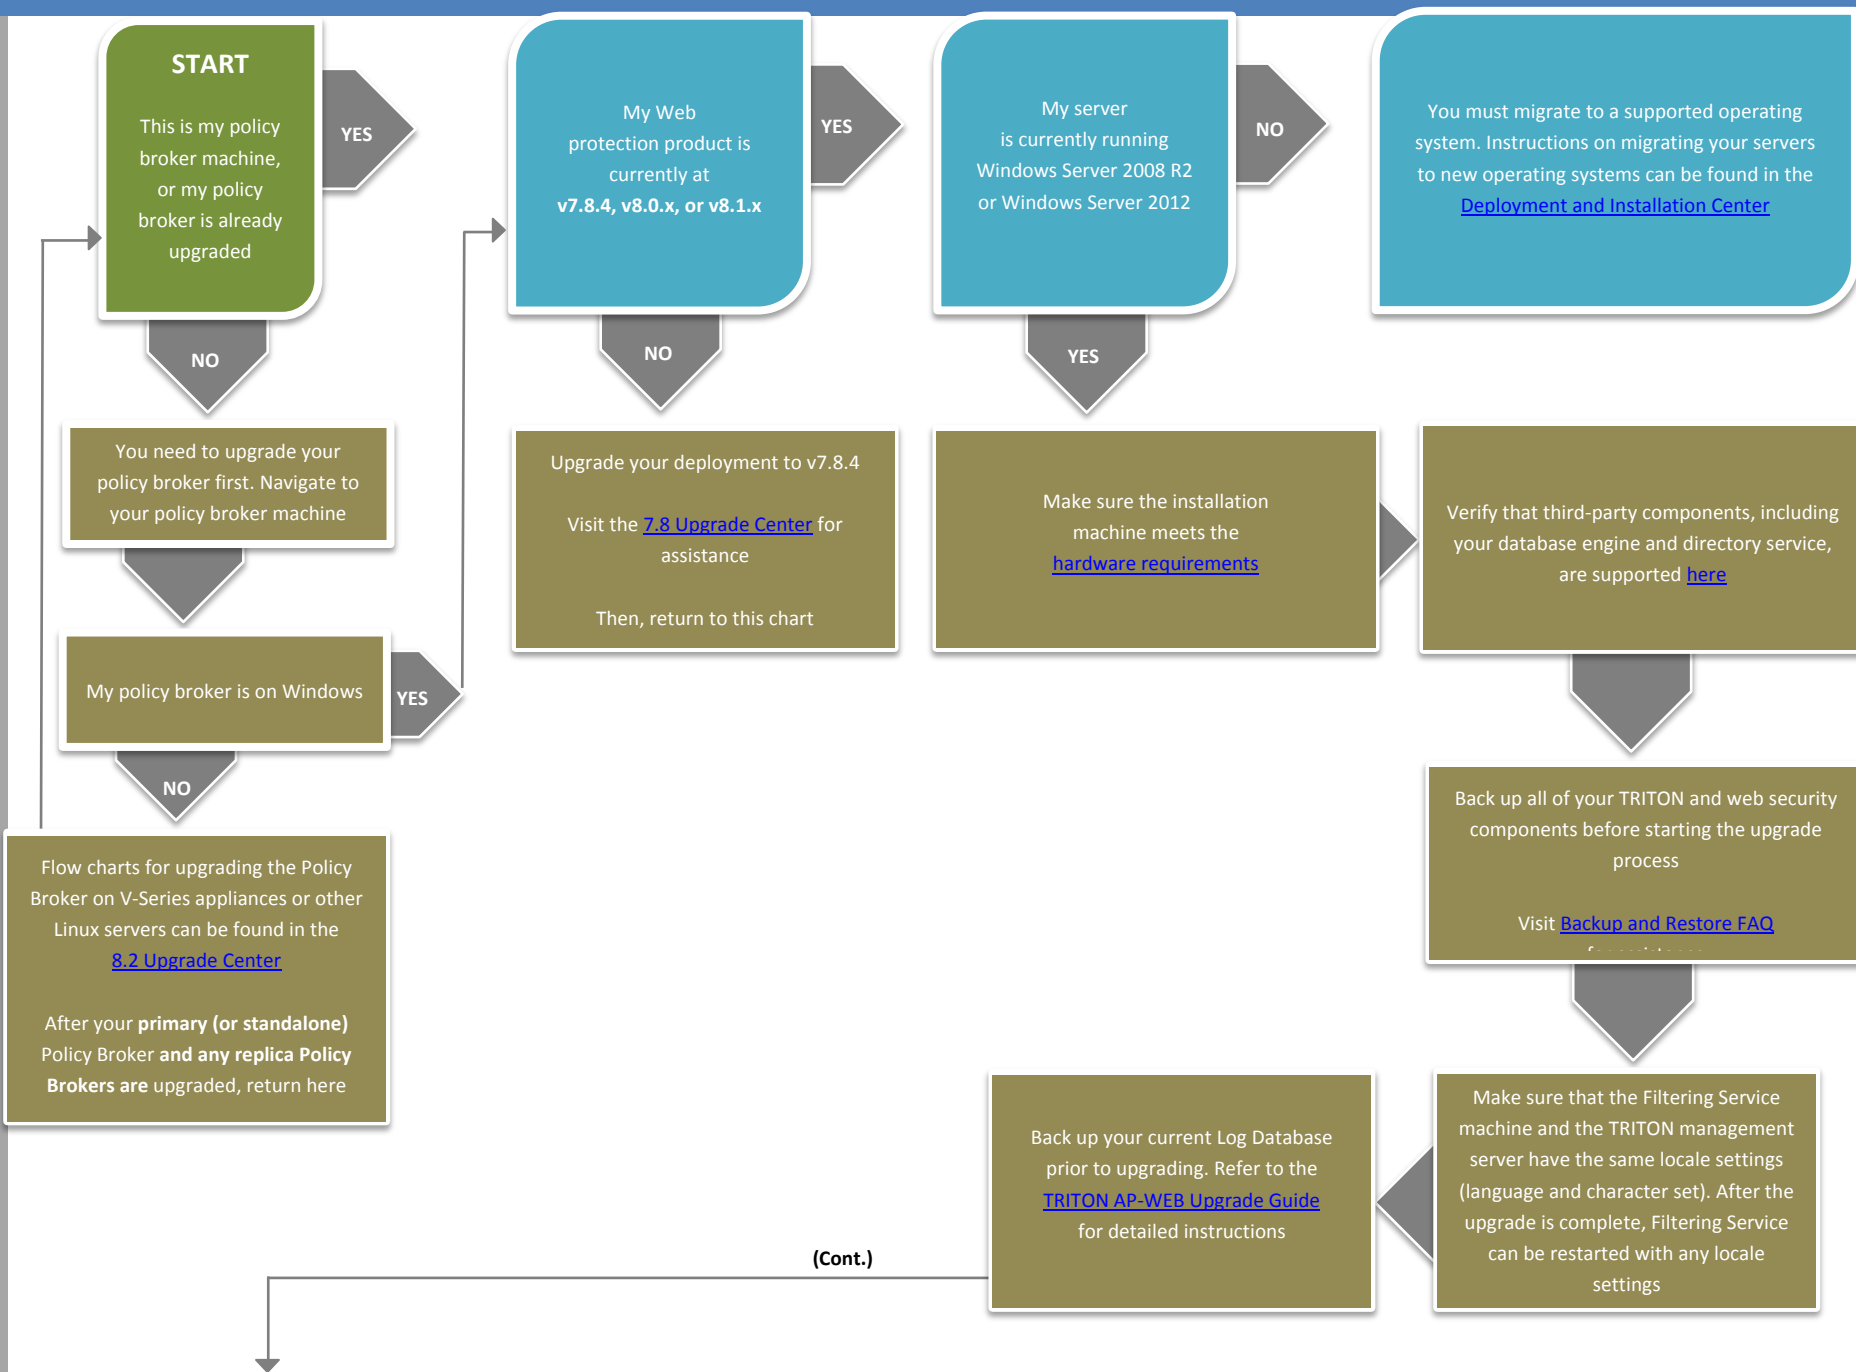 START
This is my policy
broker machine,
or my policy
broker is already
upgraded
YES
NO
My Web
protection product is
currently at
v7.8.4, v8.0.x, or v8.1.x
YES
NO
My server
is currently running
Windows Server 2008 R2
or Windows Server 2012
NO
YES
You must migrate to a supported operating
system. Instructions on migrating your servers
to new operating systems can be found in the
Deployment and Installation Center
You need to upgrade your
policy broker first. Navigate to
your policy broker machine
My policy broker is on Windows
YES
NO
Flow charts for upgrading the Policy
Broker on V-Series appliances or other
Linux servers can be found in the
8.2 Upgrade Center
After your primary (or standalone)
Policy Broker and any replica Policy
Brokers are upgraded, return here
Upgrade your deployment to v7.8.4
Visit the 7.8 Upgrade Center for
assistance
Then, return to this chart
Make sure the installation
machine meets the
hardware requirements
Verify that third-party components, including
your database engine and directory service,
are supported here
Back up all of your TRITON and web security
components before starting the upgrade
process
Visit Backup and Restore FAQ
Make sure that the Filtering Service
machine and the TRITON management
server have the same locale settings
(language and character set). After the
upgrade is complete, Filtering Service
can be restarted with any locale
settings
Back up your current Log Database
prior to upgrading. Refer to the
TRITON AP-WEB Upgrade Guide
for detailed instructions
(Cont.)